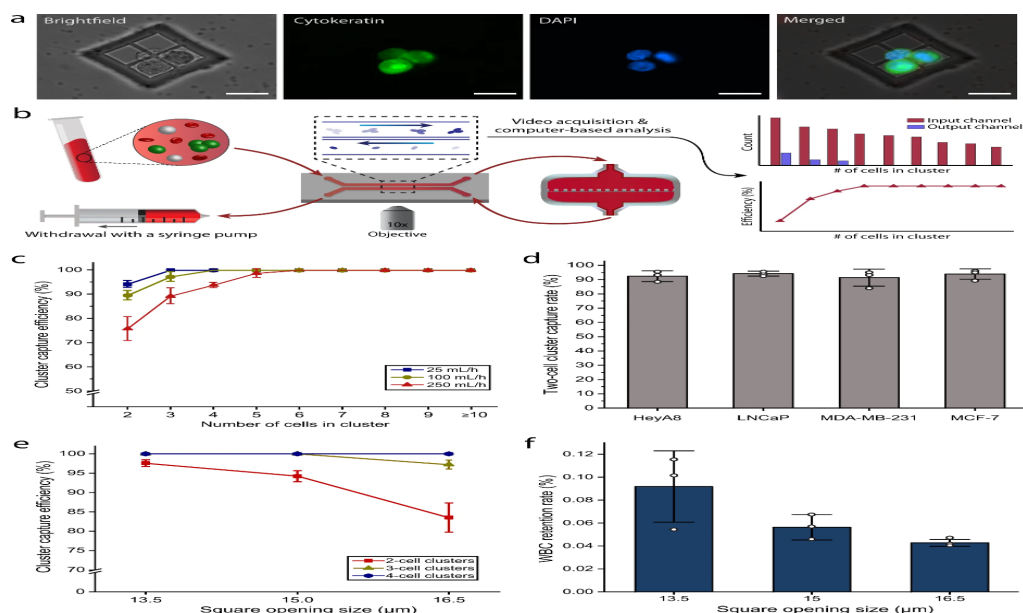 a
Brightfield
Cytokeratin
DAPI
Merged
b
Video acquisition &
computer-based analysis
10x
Withdrawal with a syringe pump
Objective
Count
Input channel
Output channel
# of cells in cluster
Efficiency (%)
# of cells in cluster
c
Cluster capture efficiency (%)
100
90
80
70
60
50
0
25 mL/h
100 mL/h
250 mL/h
2 3 4 5 6 7 8 9 ≥10
Number of cells in cluster
d
Two-cell cluster capture rate (%)
100
90
80
70
60
50
40
30
20
10
0
HeyA8 LNCaP MDA-MB-231 MCF-7
e
Cluster capture efficiency (%)
100
95
90
85
80
75
70
0
2-cell clusters
3-cell clusters
4-cell clusters
13.5 15.0 16.5
Square opening size (μm)
f
WBC retention rate (%)
0.12
0.10
0.08
0.06
0.04
0.02
0.00
13.5 15 16.5
Square opening size (μm)